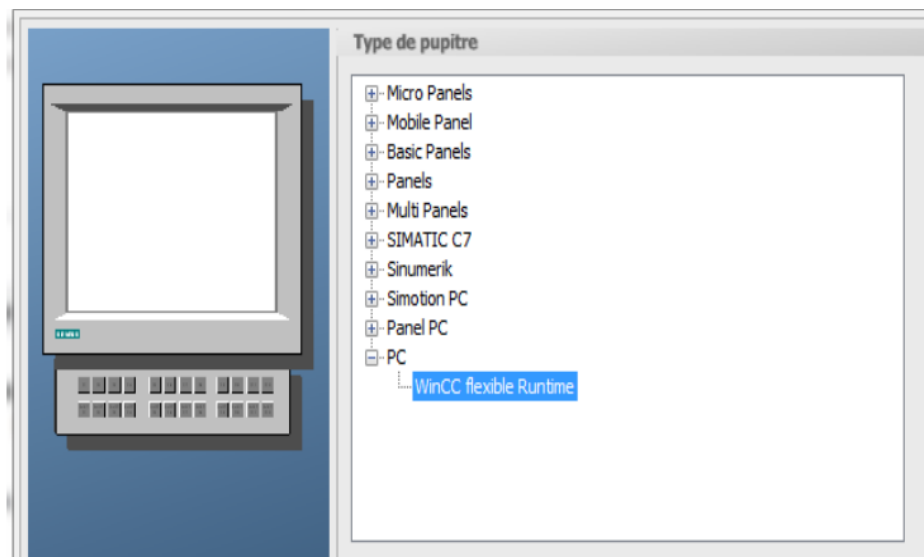 Type de pupitre
Micro Panels
Mobile Panel
Basic Panels
Panels
Multi Panels
SIMATIC C7
Sinumerik
Simotion PC
Panel PC
PC
WinCC flexible Runtime